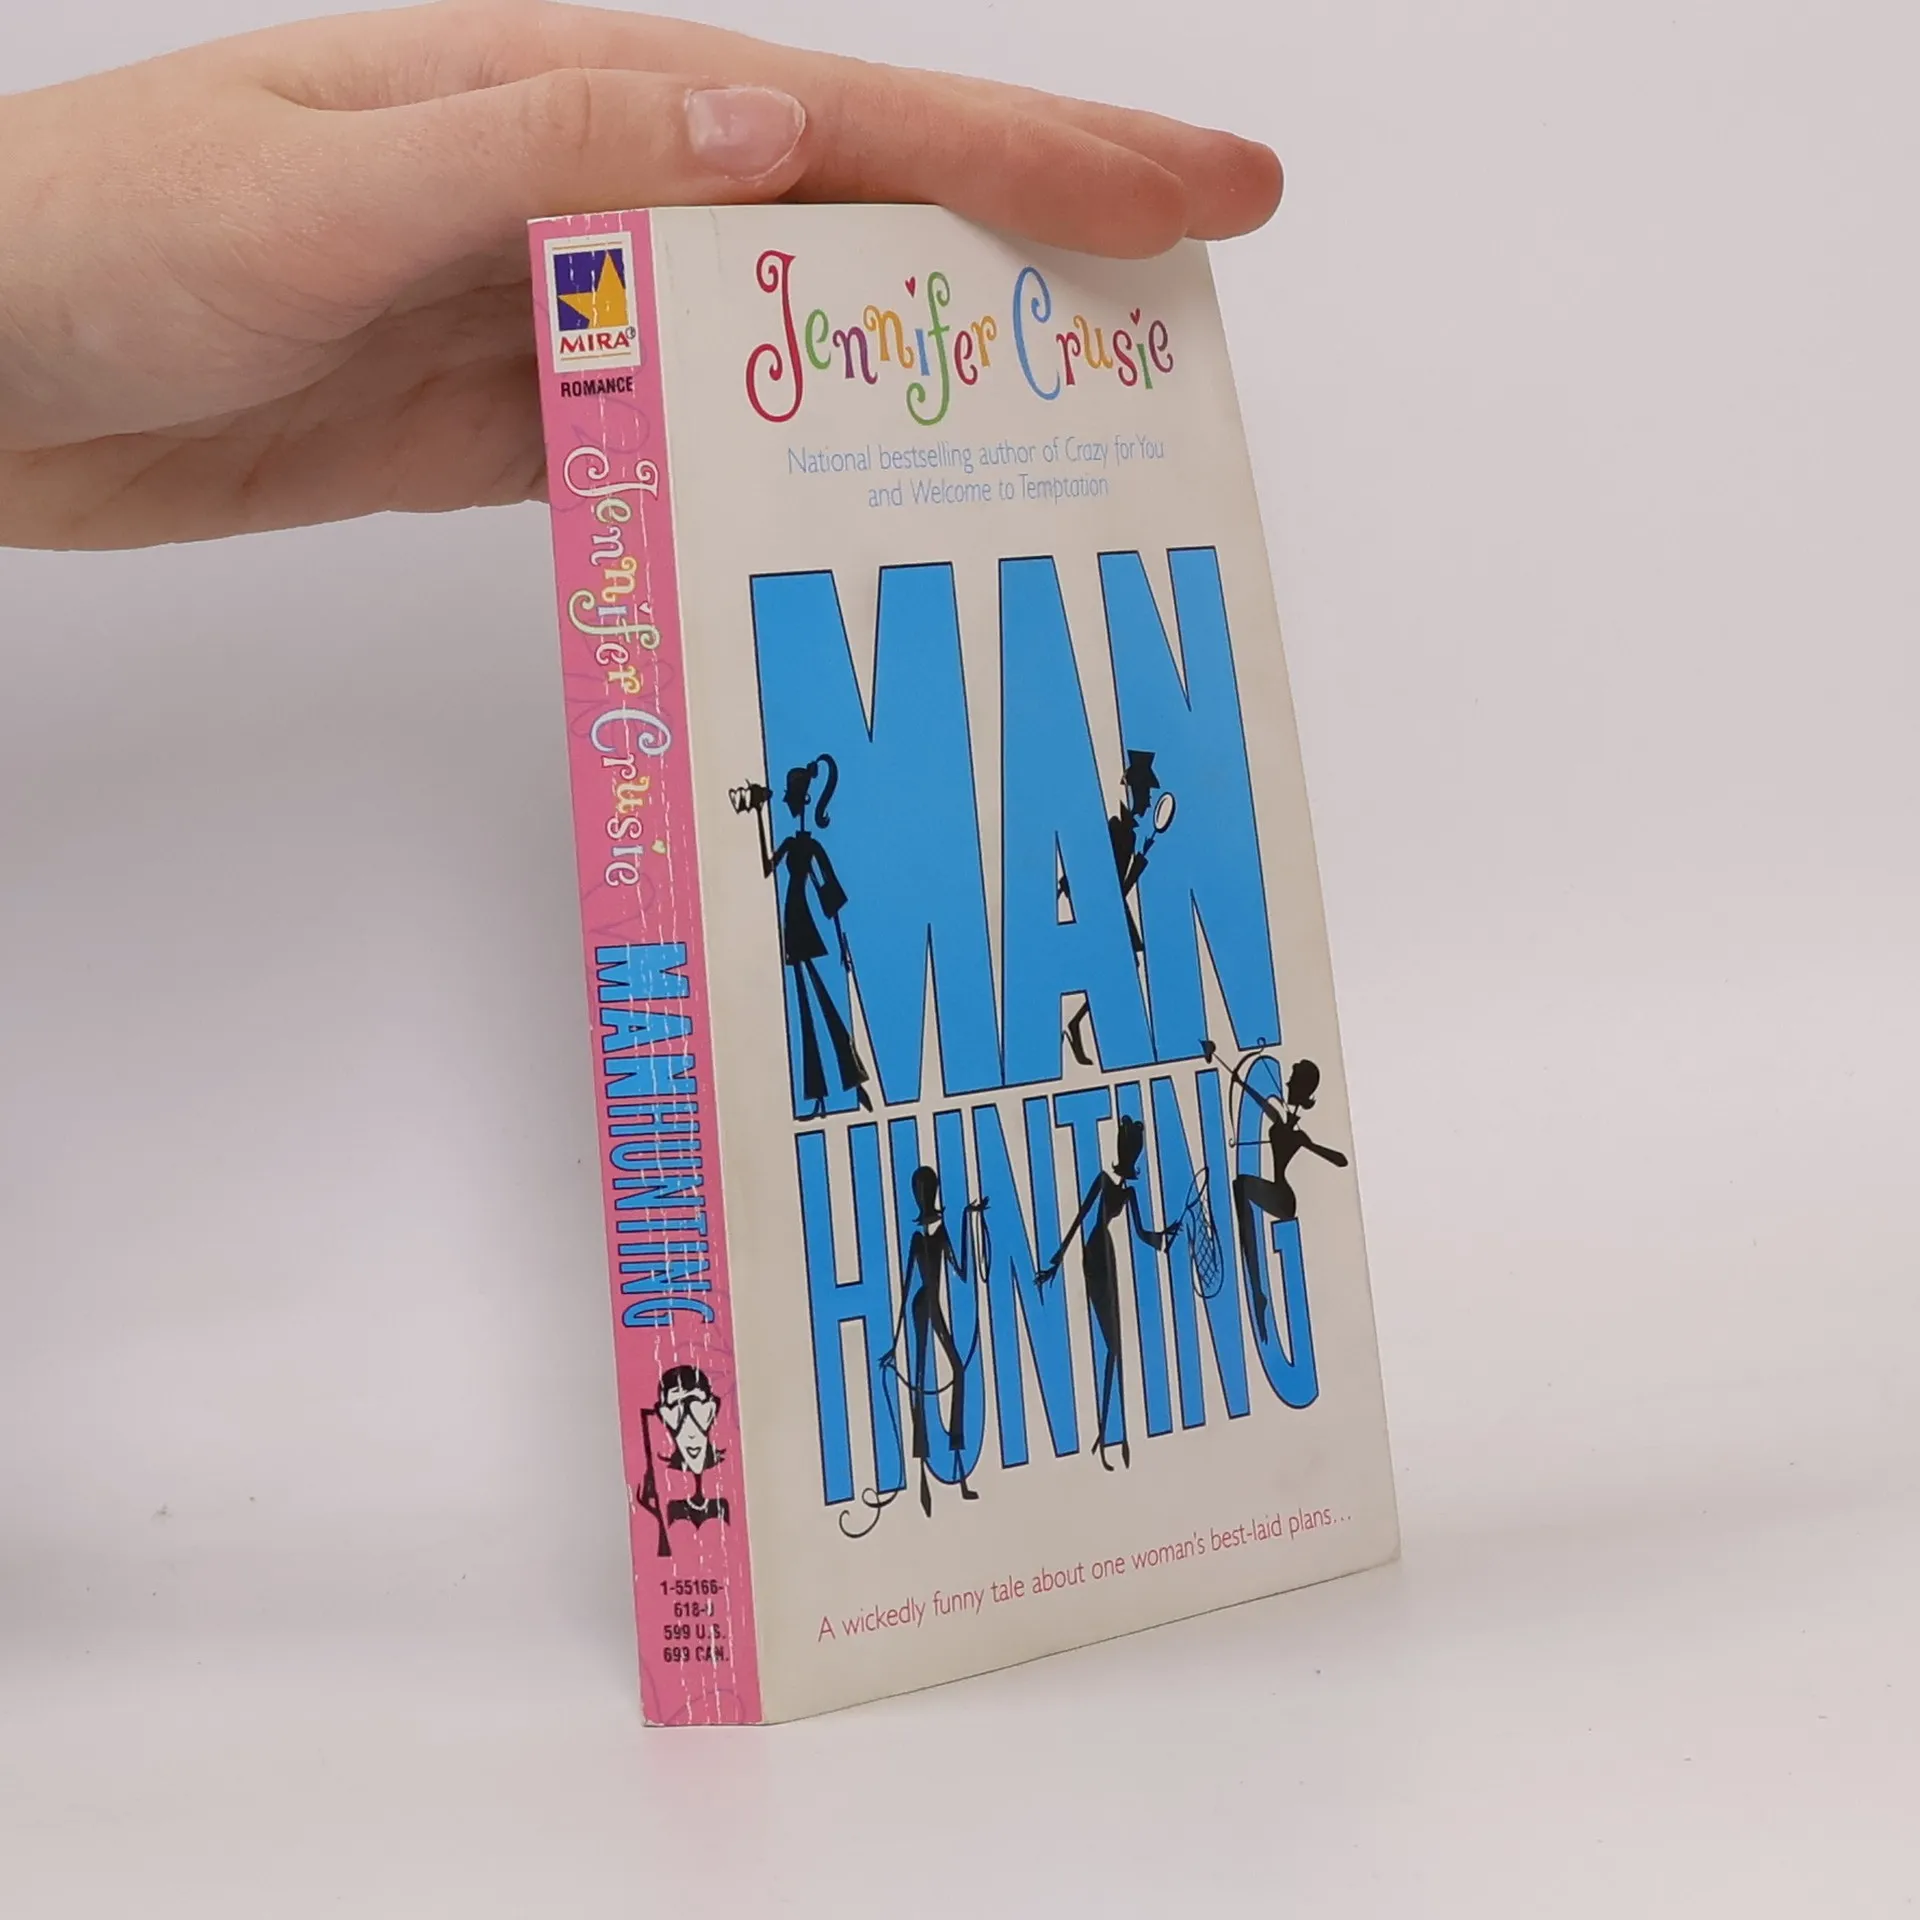 MIRA®
ROMANCE
Jennifer Crusie
MANHUNTING
1-55166-
618-
599 U.S.
699 CAN.
Jennifer Crusie
National bestselling author of Crazy for You
and Welcome to Temptation
MAN
HUNTING
A wickedly funny tale about one woman's best-laid plans...